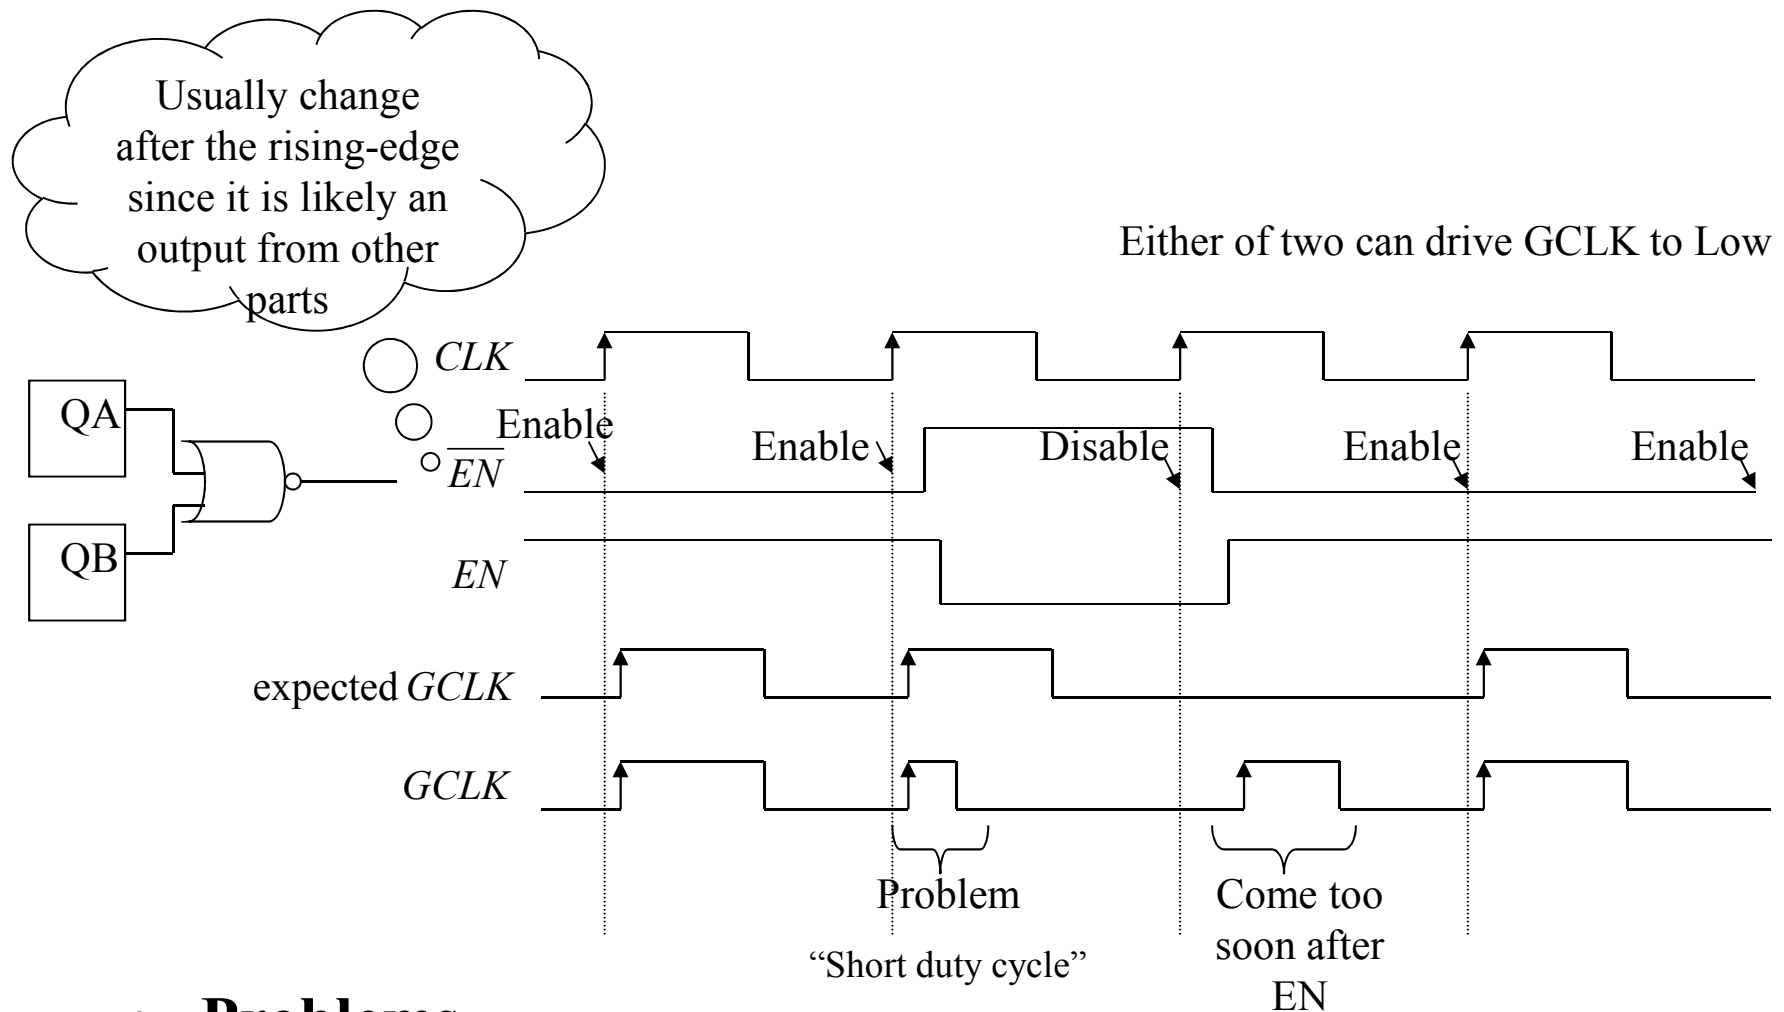 Usually change
after the rising-edge
since it is likely an
output from other
parts
Either of two can drive GCLK to Low
CLK
QA
QB
Enable
Enable
Disable
Enable
Enable
EN
EN
expected GCLK
GCLK
Problem
“Short duty cycle”
Come too
soon after
EN
Problems